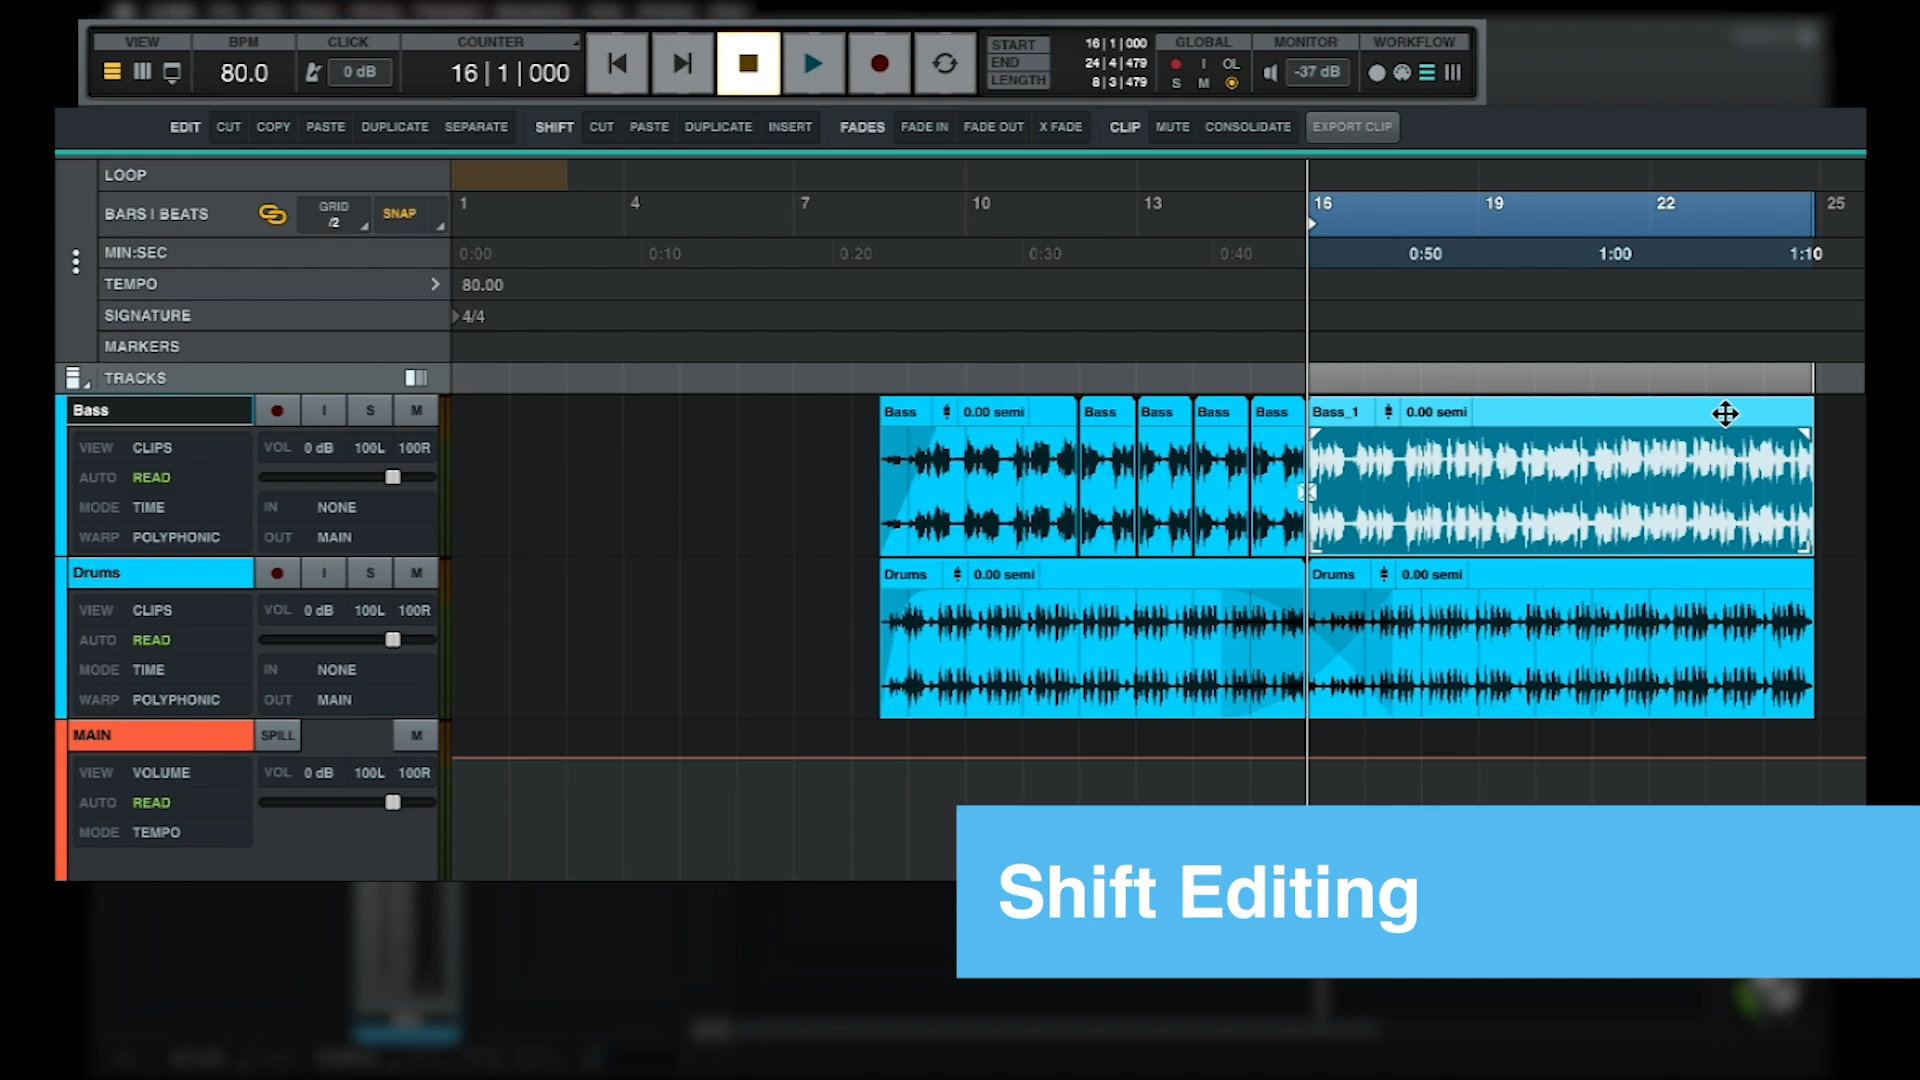 VIEW BPM CLICK COUNTER START 16|1|000 GLOBAL MONITOR WORKFLOW
80.0 0 dB 16|1|000 END 24|4|479 I OL -37 dB
LENGTH 8|3|479 S M
EDIT CUT COPY PASTE DUPLICATE SEPARATE SHIFT CUT PASTE DUPLICATE INSERT FADES FADE IN FADE OUT X FADE CLIP MUTE CONSOLIDATE EXPORT CLIP
LOOP
BARS | BEATS GRID /2 SNAP 1 4 7 10 13 16 19 22 25
MIN:SEC 0:00 0:10 0:20 0:30 0:40 0:50 1:00 1:10
TEMPO 80.00
SIGNATURE 4/4
MARKERS
TRACKS
Bass I S M Bass 0.00 semi Bass Bass Bass Bass Bass_1 0.00 semi
VIEW CLIPS VOL 0 dB 100L 100R
AUTO READ
MODE TIME IN NONE
WARP POLYPHONIC OUT MAIN
Drums I S M Drums 0.00 semi Drums 0.00 semi
VIEW CLIPS VOL 0 dB 100L 100R
AUTO READ
MODE TIME IN NONE
WARP POLYPHONIC OUT MAIN
MAIN SPILL M
VIEW VOLUME VOL 0 dB 100L 100R
AUTO READ
MODE TEMPO
Shift Editing